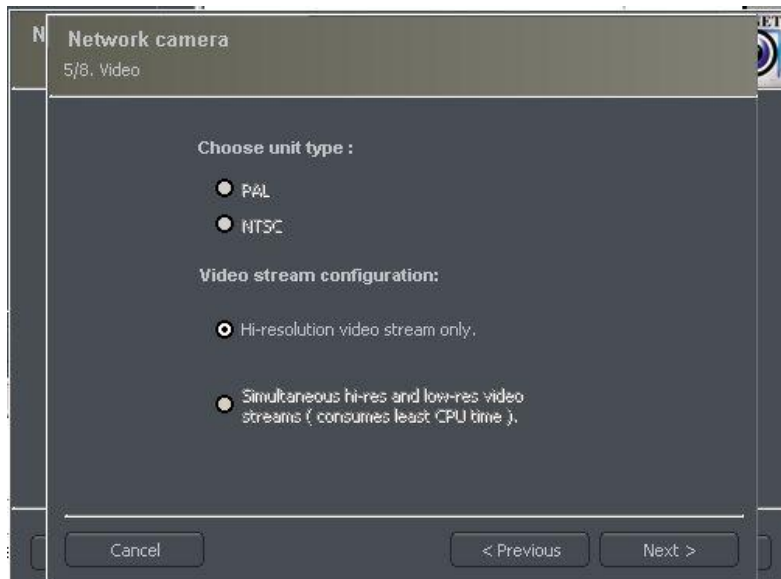 N
Network camera
5/8. Video
Choose unit type :
PAL
NTSC
Video stream configuration:
Hi-resolution video stream only.
Simultaneous hi-res and low-res video
streams ( consumes least CPU time ).
Cancel
< Previous
Next >